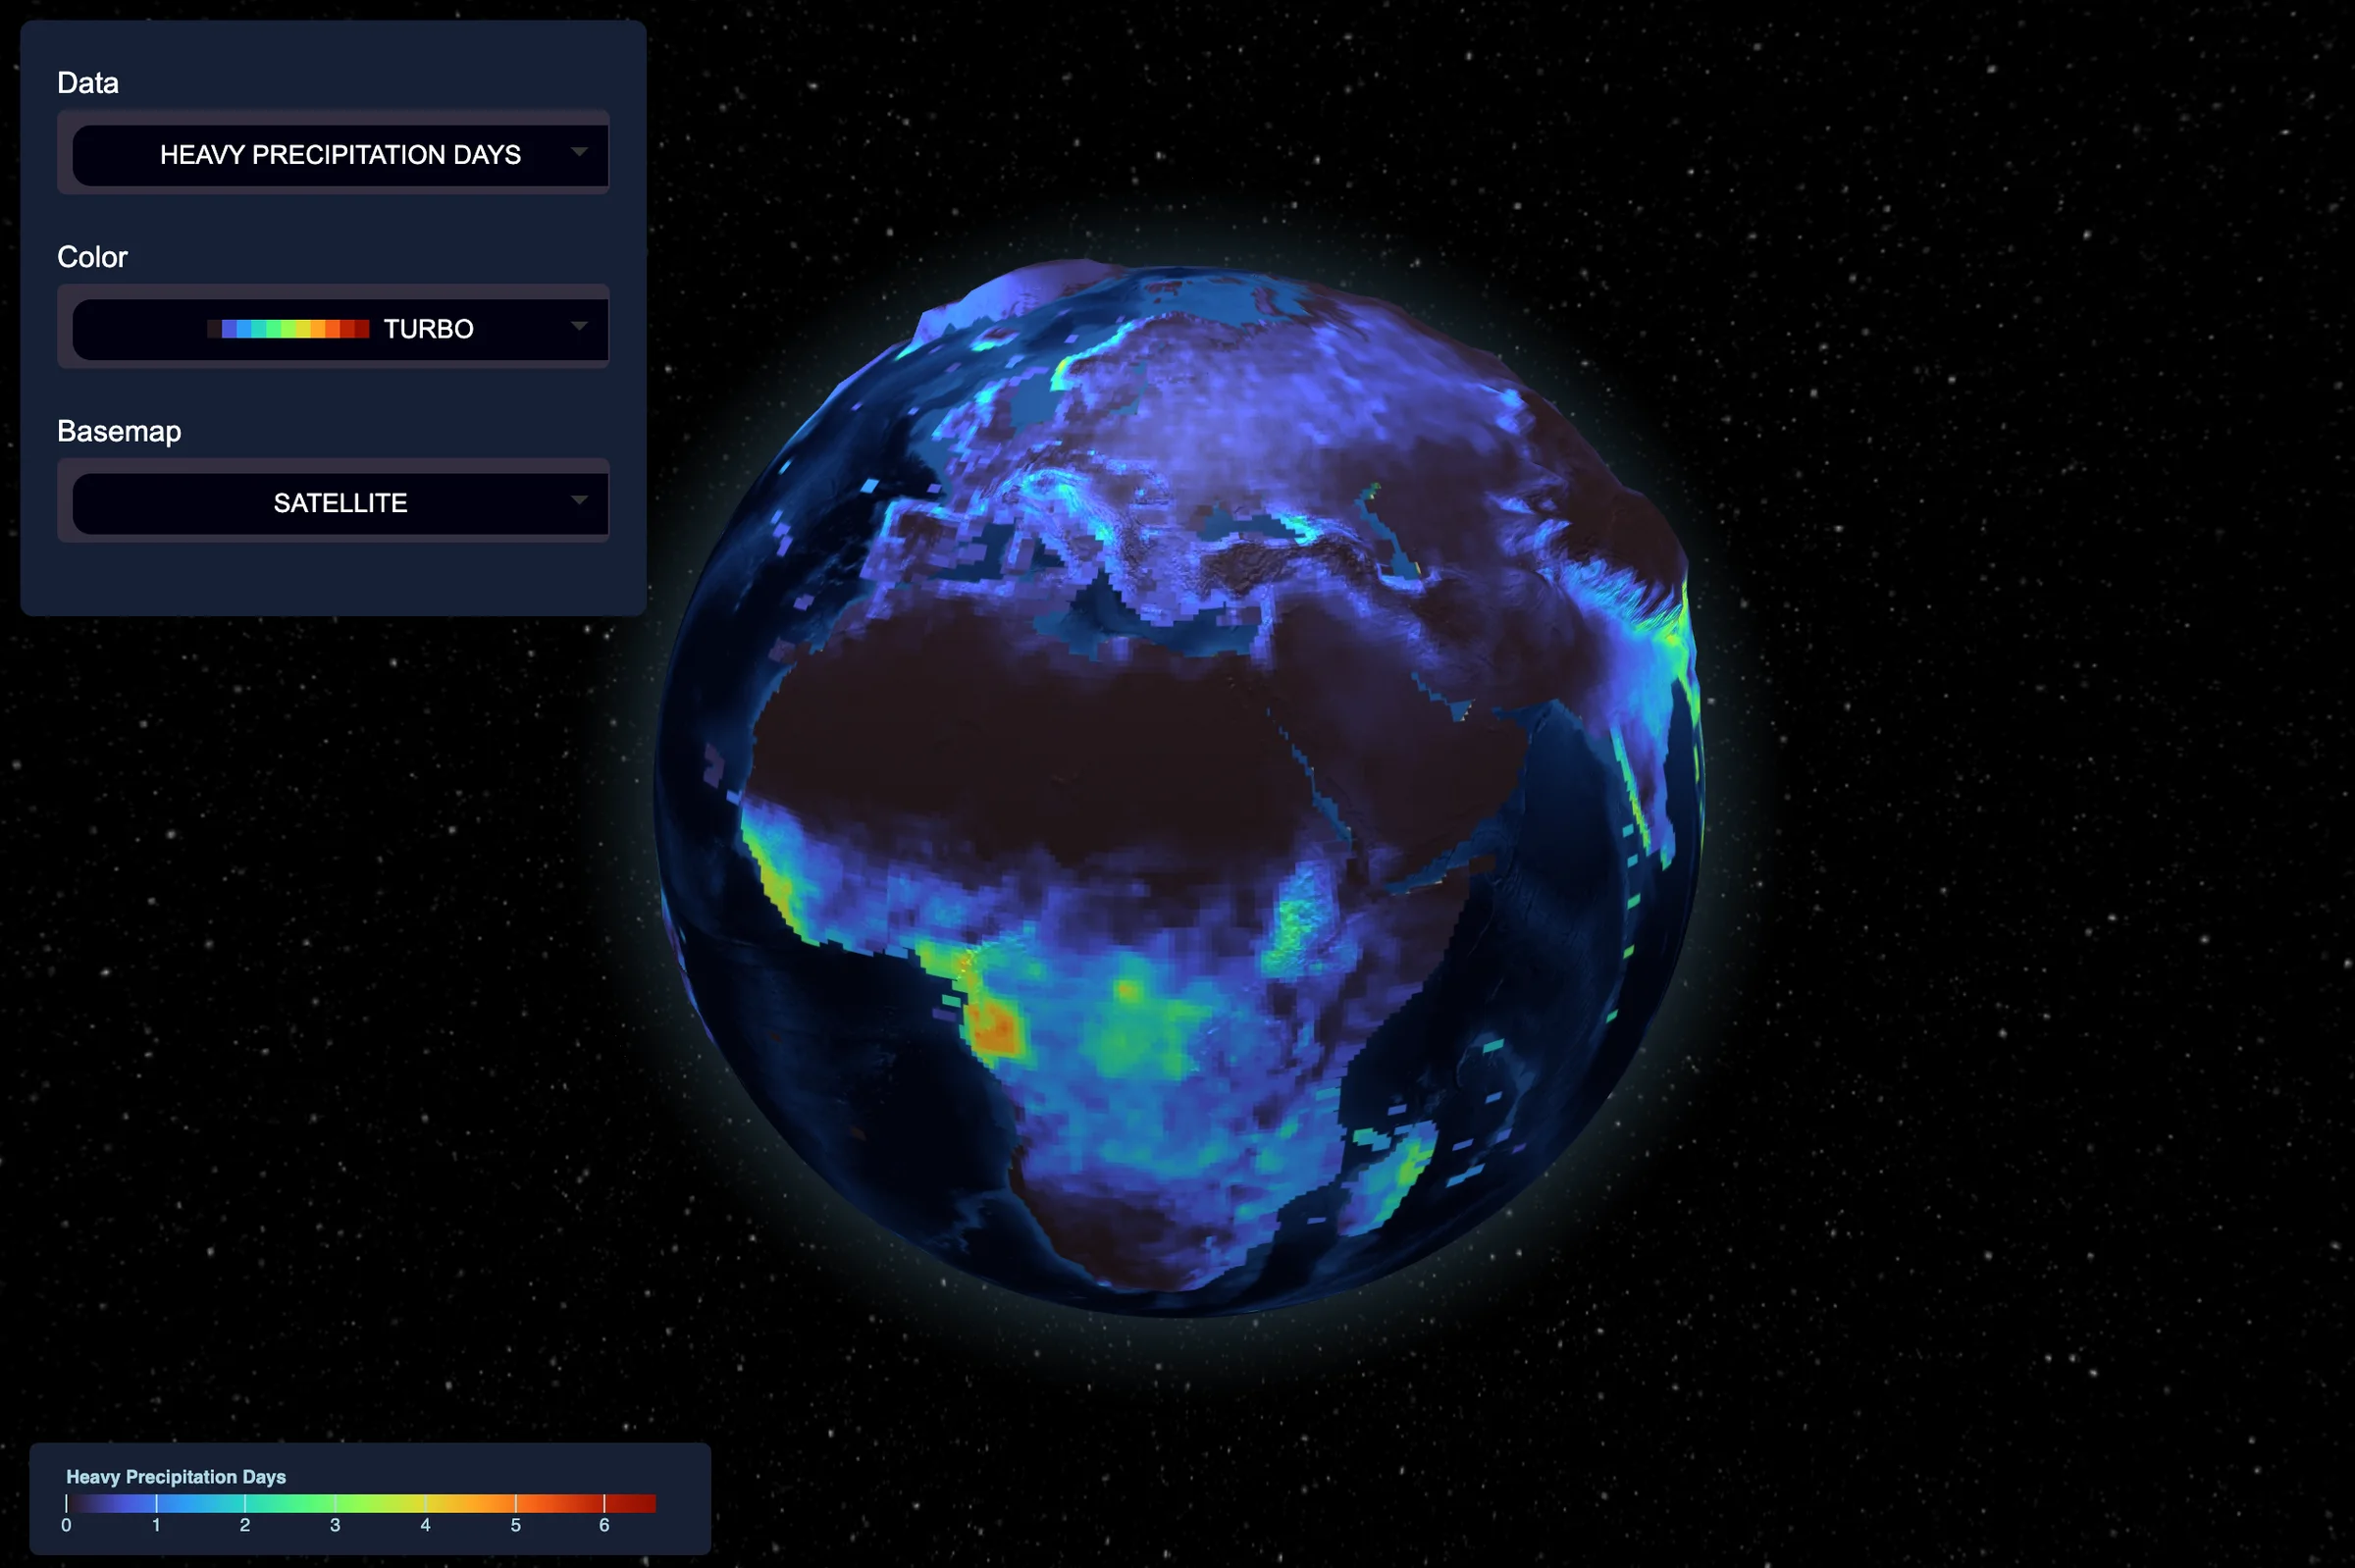 Data
HEAVY PRECIPITATION DAYS
Color
TURBO
Basemap
SATELLITE
Heavy Precipitation Days
0 1 2 3 4 5 6